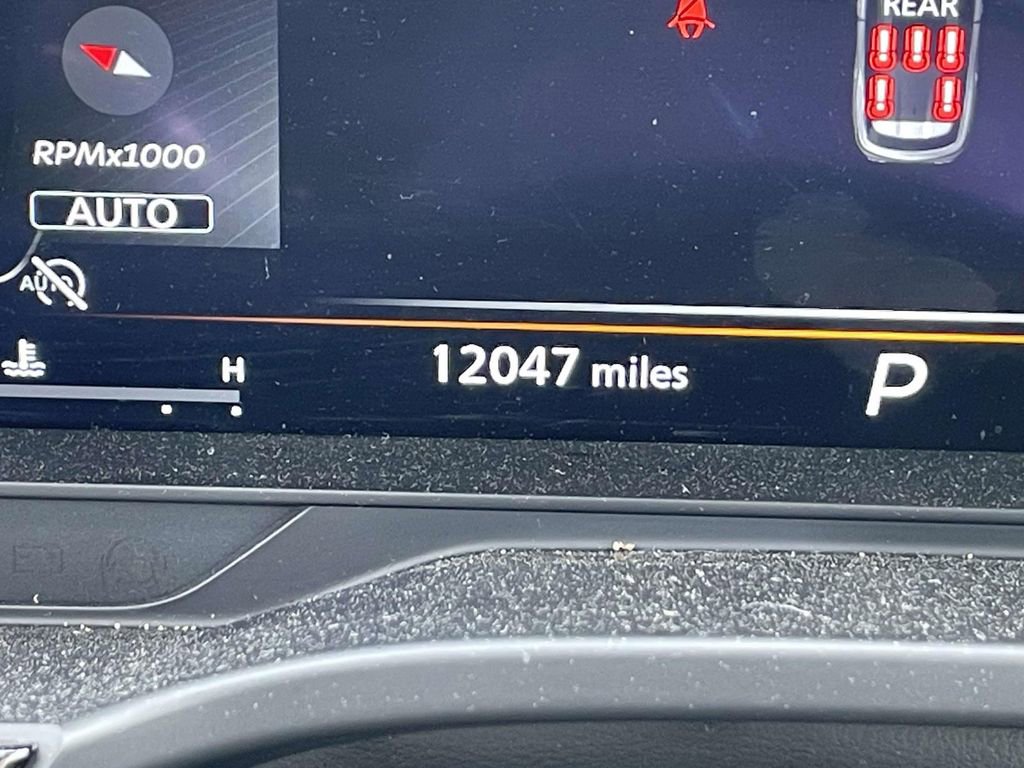 REAR
RPMx1000
AUTO
AUTO
H
12047 miles
P